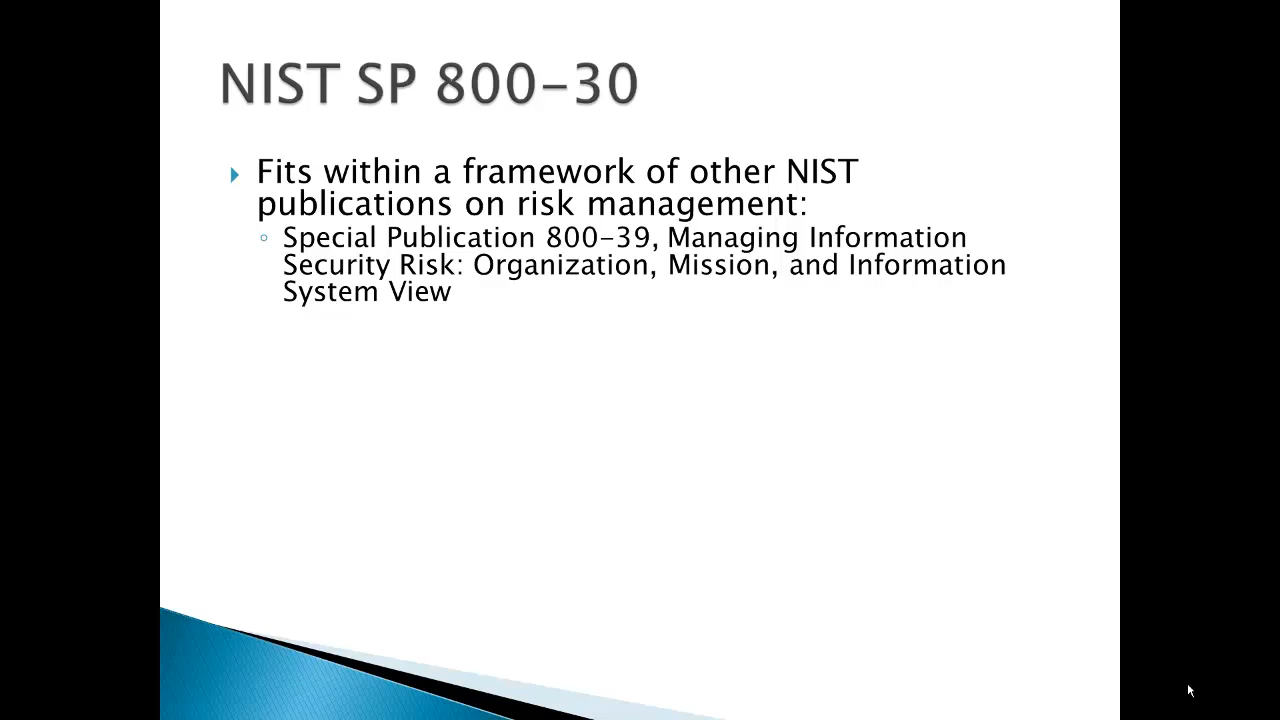 NIST SP 800-30
Fits within a framework of other NIST
publications on risk management:
Special Publication 800-39, Managing Information
Security Risk: Organization, Mission, and Information
System View